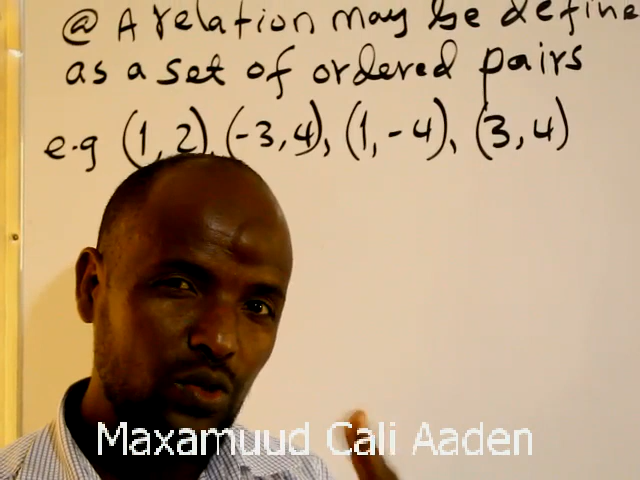 @ A relation may be define
as a set of ordered pairs
e.g (1, 2), (-3, 4), (1, -4), (3, 4)
Maxamuud Cali Aaden